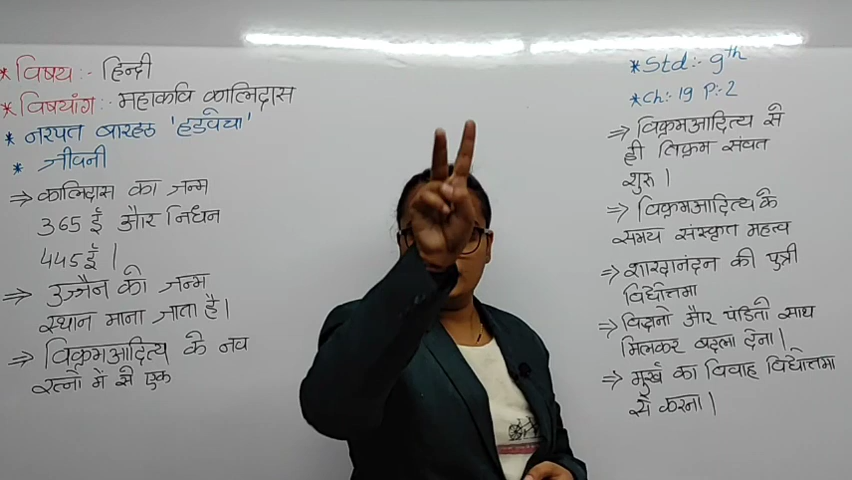 * विषय :- हिन्दी
* विषयांग :- महाकवि कालिदास
* नरपत बारहठ 'हडवेचा'
* जीवनी
⇒ कालिदास का जन्म
365 ई और निधन
445 ई |
⇒ उज्जैन को जन्म
स्थान माना जाता है |
⇒ विक्रमआदित्य के नव
रत्नो में से एक
* Std :- 9th
* Ch :- 19 P :- 2
⇒ विक्रमआदित्य से
ही विक्रम संवत
शुरू |
⇒ विक्रमआदित्य के
समय संस्कृत महत्व
⇒ शारदानंदन की पुत्री
विद्योत्तमा
⇒ विद्वानो और पंडितो साथ
मिलकर बदला देना |
⇒ मुर्ख का विवाह विद्योत्तमा
से करना |